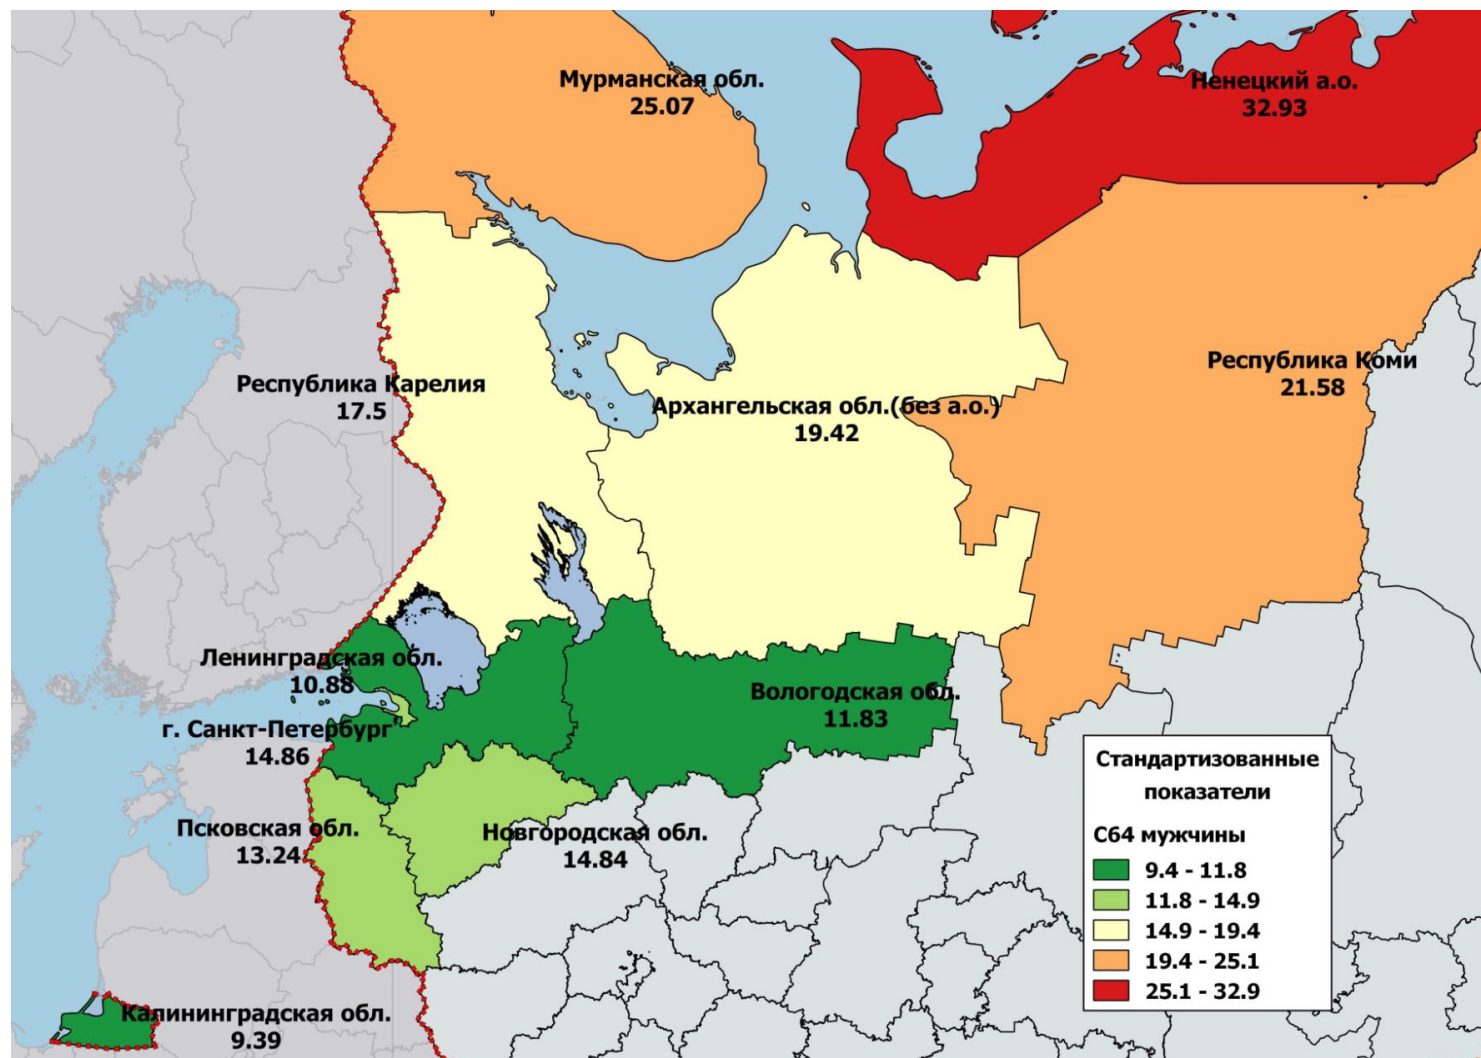 Мурманская обл.
25.07
Ненецкий а.о.
32.93
Республика Карелия
17.5
Архангельская обл.(без а.о.)
19.42
Республика Коми
21.58
Ленинградская обл.
10.88
Вологодская обл.
11.83
г. Санкт-Петербург
14.86
Псковская обл.
13.24
Новгородская обл.
14.84
Калининградская обл.
9.39
Стандартизованные
показатели
С64 мужчины
9.4 - 11.8
11.8 - 14.9
14.9 - 19.4
19.4 - 25.1
25.1 - 32.9